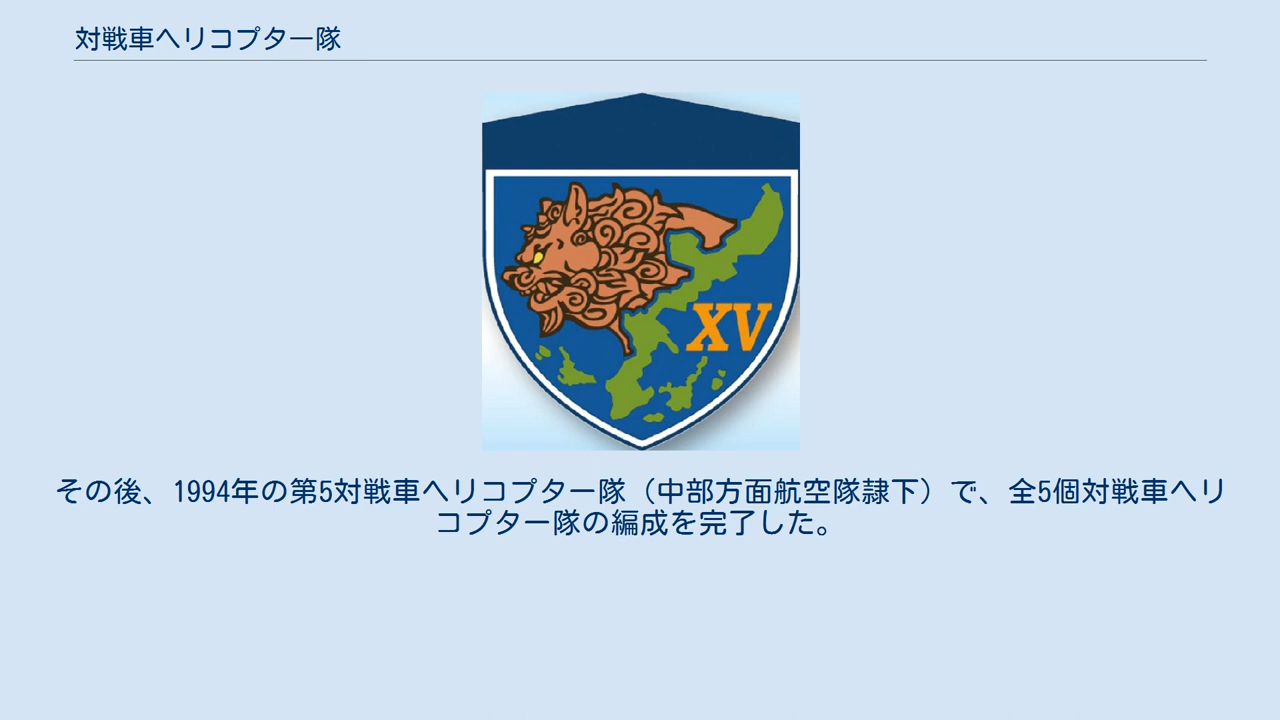 対戦車ヘリコプター隊
XV
その後、1994年の第5対戦車ヘリコプター隊（中部方面航空隊隷下）で、全5個対戦車ヘリ
コプター隊の編成を完了した。